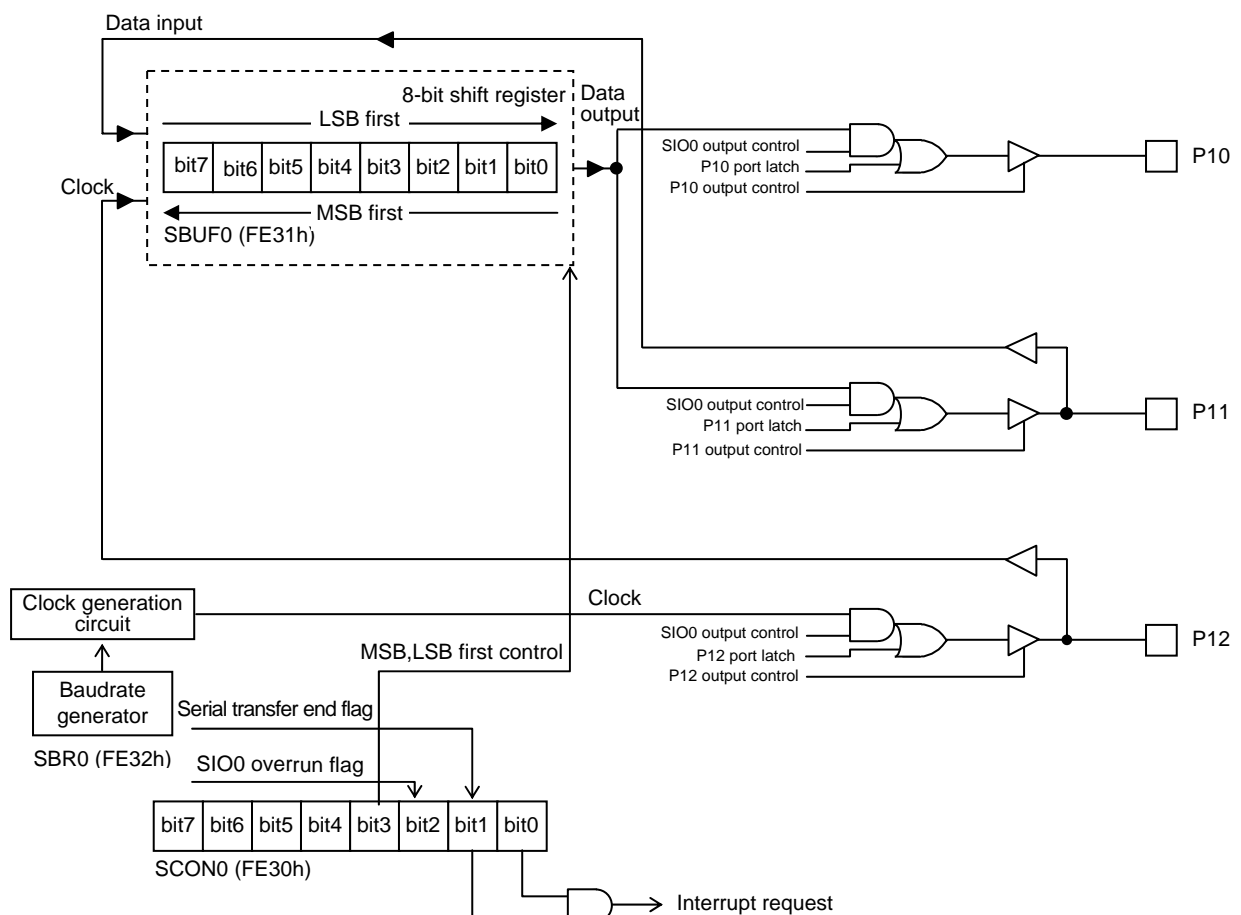 Data input
8-bit shift register
Data
output
LSB first
bit7 bit6 bit5 bit4 bit3 bit2 bit1 bit0
MSB first
SBUF0 (FE31h)
Clock
SIO0 output control
P10 port latch
P10 output control
P10
SIO0 output control
P11 port latch
P11 output control
P11
Clock generation
circuit
Clock
SIO0 output control
P12 port latch
P12 output control
P12
MSB,LSB first control
Baudrate
generator
SBR0 (FE32h)
Serial transfer end flag
SIO0 overrun flag
bit7 bit6 bit5 bit4 bit3 bit2 bit1 bit0
SCON0 (FE30h)
Interrupt request